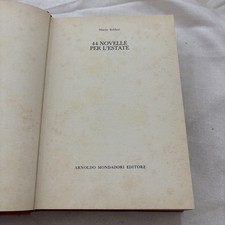 44 NOVELLE
PER L'ESTATE
ARNOLDO MONDADORI EDITORE